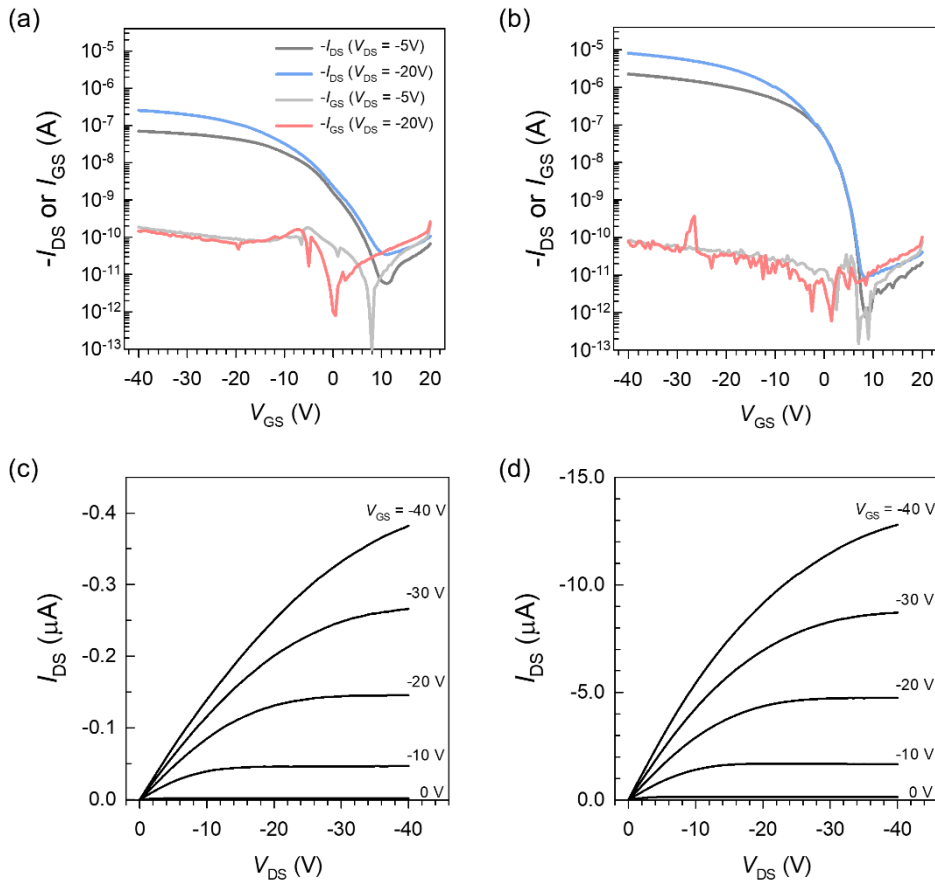 (a)
-I_DS or I_GS (A)
10^-5
10^-6
10^-7
10^-8
10^-9
10^-10
10^-11
10^-12
10^-13
-I_DS (V_DS = -5V)
-I_DS (V_DS = -20V)
-I_GS (V_DS = -5V)
-I_GS (V_DS = -20V)
-40 -30 -20 -10 0 10 20
V_GS (V)
(b)
-I_DS or I_GS (A)
10^-5
10^-6
10^-7
10^-8
10^-9
10^-10
10^-11
10^-12
10^-13
-40 -30 -20 -10 0 10 20
V_GS (V)
(c)
I_DS (μA)
-0.4
-0.3
-0.2
-0.1
0.0
V_GS = -40 V
-30 V
-20 V
-10 V
0 V
0 -10 -20 -30 -40
V_DS (V)
(d)
I_DS (μA)
-15.0
-10.0
-5.0
0.0
V_GS = -40 V
-30 V
-20 V
-10 V
0 V
0 -10 -20 -30 -40
V_DS (V)